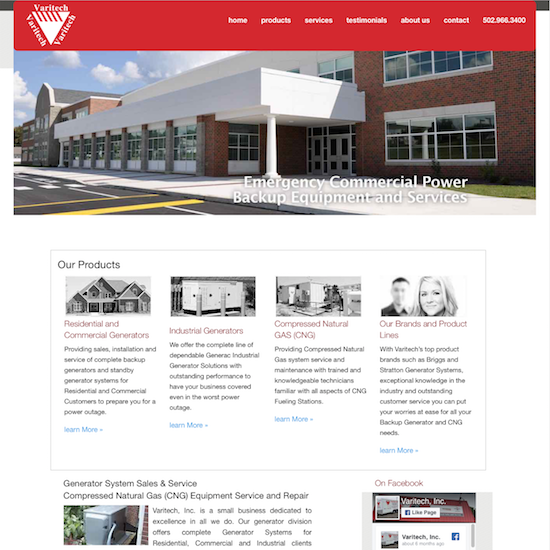 Varitech
Varitech
Varitech
home products services testimonials about us contact 502.966.3400
Emergency Commercial Power
Backup Equipment and Services
Our Products
Residential and
Commercial Generators
Providing sales, installation and
service of complete backup
generators and standby
generator systems for
Residential and Commercial
Customers to prepare you for a
power outage.
learn More »
Industrial Generators
We offer the complete line of
dependable Generac Industrial
Generator Solutions with
outstanding performance to
have your business covered
even in the worst power
outage.
learn More »
Compressed Natural
GAS (CNG)
Providing Compressed Natural
Gas system service and
maintenance with trained and
knowledgeable technicians
familiar with all aspects of CNG
Fueling Stations.
learn More »
Our Brands and Product
Lines
With Varitech's top product
brands such as Briggs and
Stratton Generator Systems,
exceptional knowledge in the
industry and outstanding
customer service you can put
your worries at ease for all your
Backup Generator and CNG
needs.
learn More »
Generator System Sales & Service
Compressed Natural Gas (CNG) Equipment Service and Repair
Varitech, Inc. is a small business dedicated to
excellence in all we do. Our generator division
offers complete Generator Systems for
Residential, Commercial and Industrial clients
On Facebook
Varitech, Inc.
Like Page
Varitech, Inc.
about 6 months ago